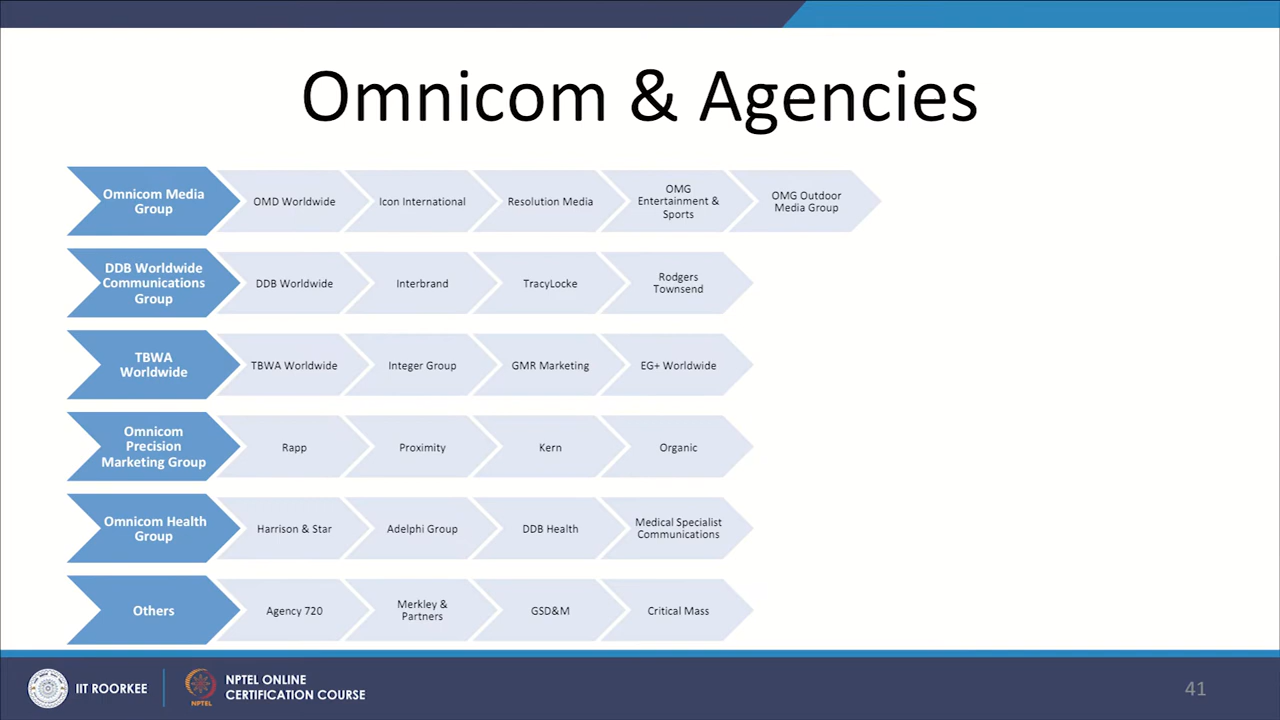 Omnicom & Agencies
Omnicom Media
Group
OMD Worldwide
Icon International
Resolution Media
OMG
Entertainment &
Sports
OMG Outdoor
Media Group
DDB Worldwide
Communications
Group
DDB Worldwide
Interbrand
TracyLocke
Rodgers
Townsend
TBWA
Worldwide
TBWA Worldwide
Integer Group
GMR Marketing
EG+ Worldwide
Omnicom
Precision
Marketing Group
Rapp
Proximity
Kern
Organic
Omnicom Health
Group
Harrison & Star
Adelphi Group
DDB Health
Medical Specialist
Communications
Others
Agency 720
Merkley &
Partners
GSD&M
Critical Mass
IIT ROORKEE
NPTEL
NPTEL ONLINE
CERTIFICATION COURSE
41